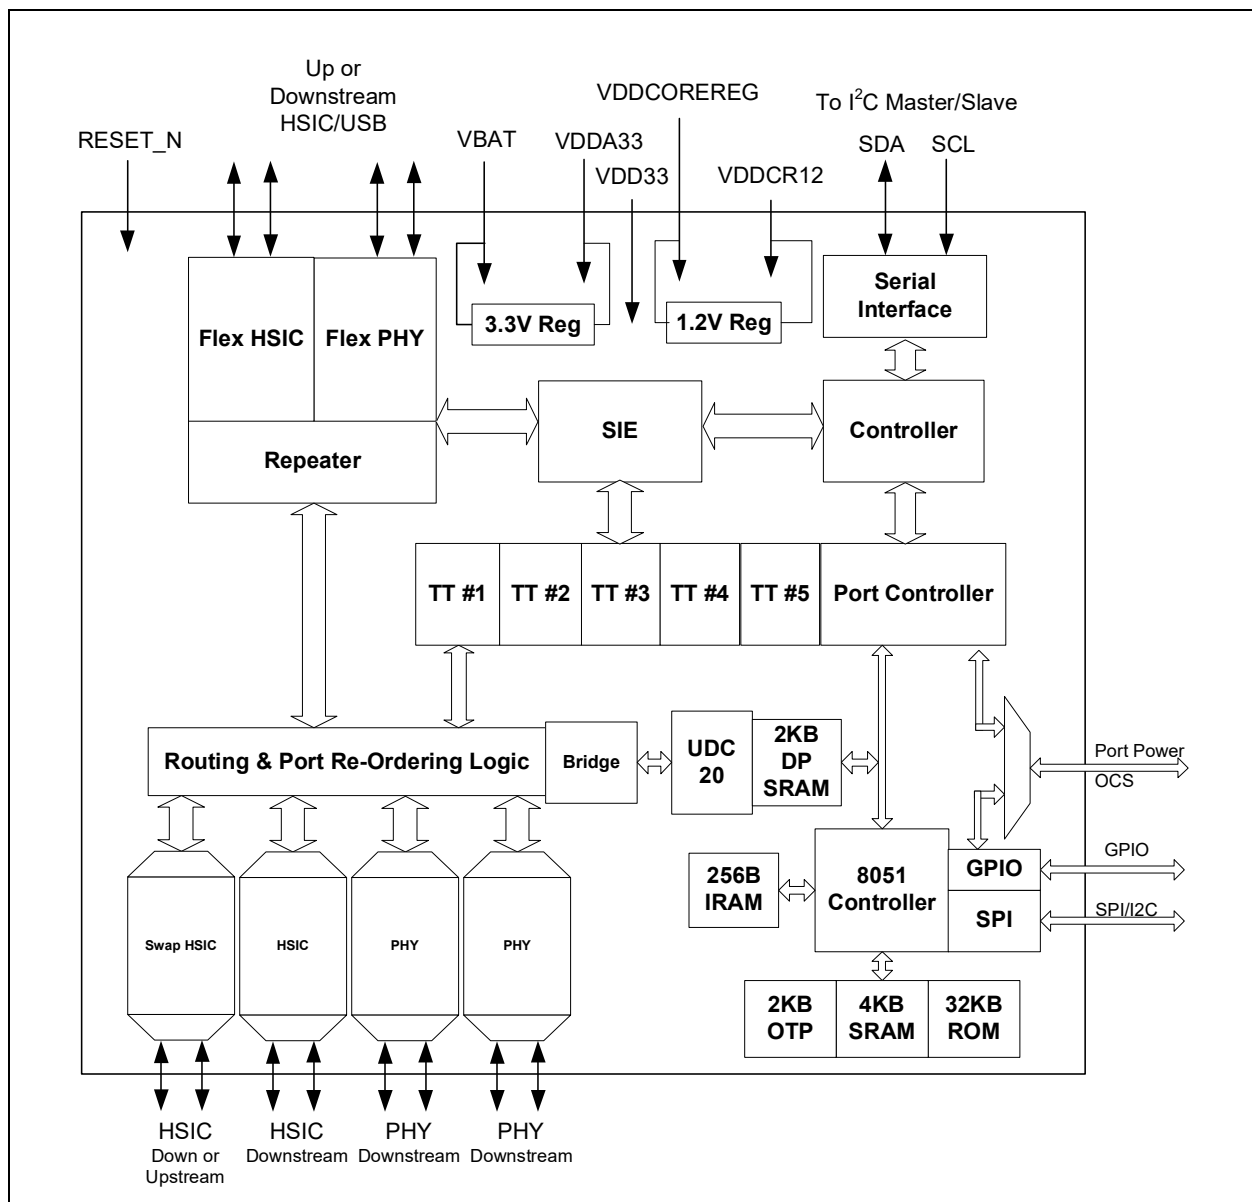 Up or
Downstream
HSIC/USB
RESET_N
VBAT
VDDA33
VDD33
VDDCOREREG
VDDCR12
To I²C Master/Slave
SDA
SCL
Flex HSIC
Flex PHY
3.3V Reg
1.2V Reg
Serial
Interface
Repeater
SIE
Controller
TT #1
TT #2
TT #3
TT #4
TT #5
Port Controller
Routing & Port Re-Ordering Logic
Bridge
UDC
20
2KB
DP
SRAM
Port Power
OCS
256B
IRAM
8051
Controller
GPIO
SPI
GPIO
SPI/I2C
Swap HSIC
HSIC
PHY
PHY
2KB
OTP
4KB
SRAM
32KB
ROM
HSIC
Down or
Upstream
HSIC
Downstream
PHY
Downstream
PHY
Downstream